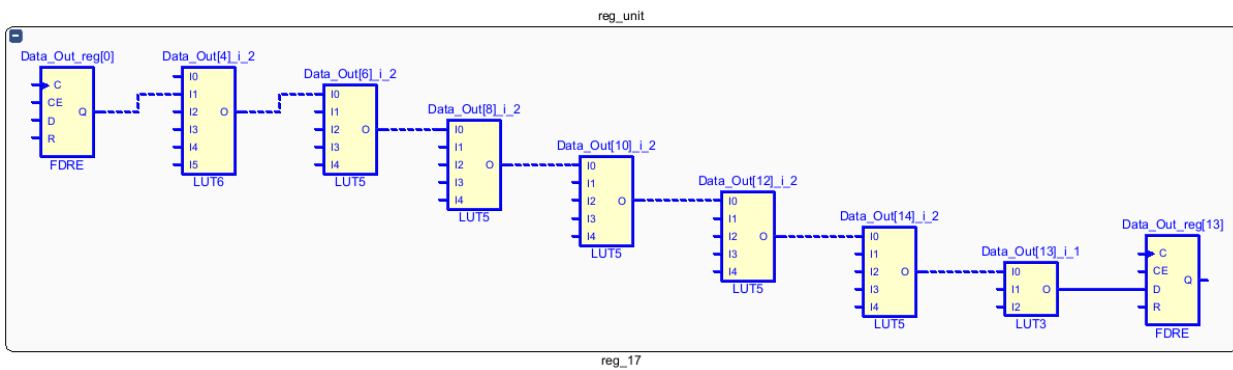 reg_unit
Data_Out_reg[0]
C
CE
D
R
Q
FDRE
Data_Out[4]_i_2
I0
I1
I2
I3
I4
I5
O
LUT6
Data_Out[6]_i_2
I0
I1
I2
I3
I4
O
LUT5
Data_Out[8]_i_2
I0
I1
I2
I3
I4
O
LUT5
Data_Out[10]_i_2
I0
I1
I2
I3
I4
O
LUT5
Data_Out[12]_i_2
I0
I1
I2
I3
I4
O
LUT5
Data_Out[14]_i_2
I0
I1
I2
I3
I4
O
LUT5
Data_Out[13]_i_1
I0
I1
I2
O
LUT3
Data_Out_reg[13]
C
CE
D
R
Q
FDRE
reg_17